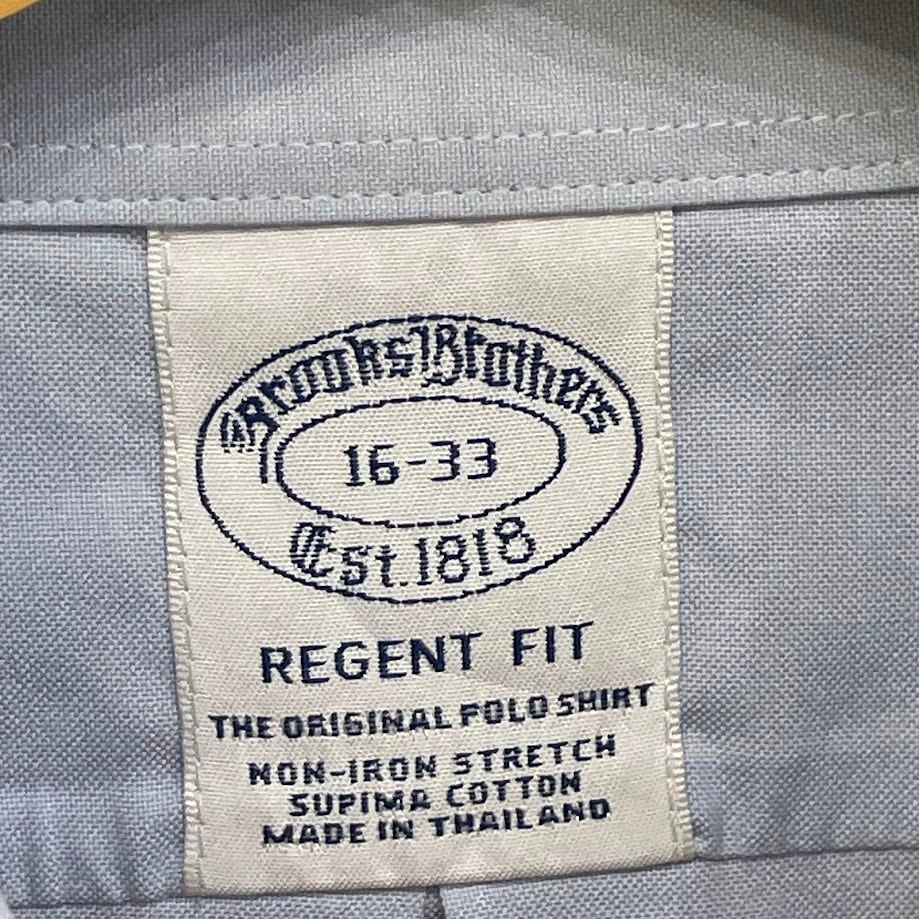 Brooks Brothers
16-33
Est. 1818
REGENT FIT
THE ORIGINAL POLO SHIRT
NON-IRON STRETCH
SUPIMA COTTON
MADE IN THAILAND